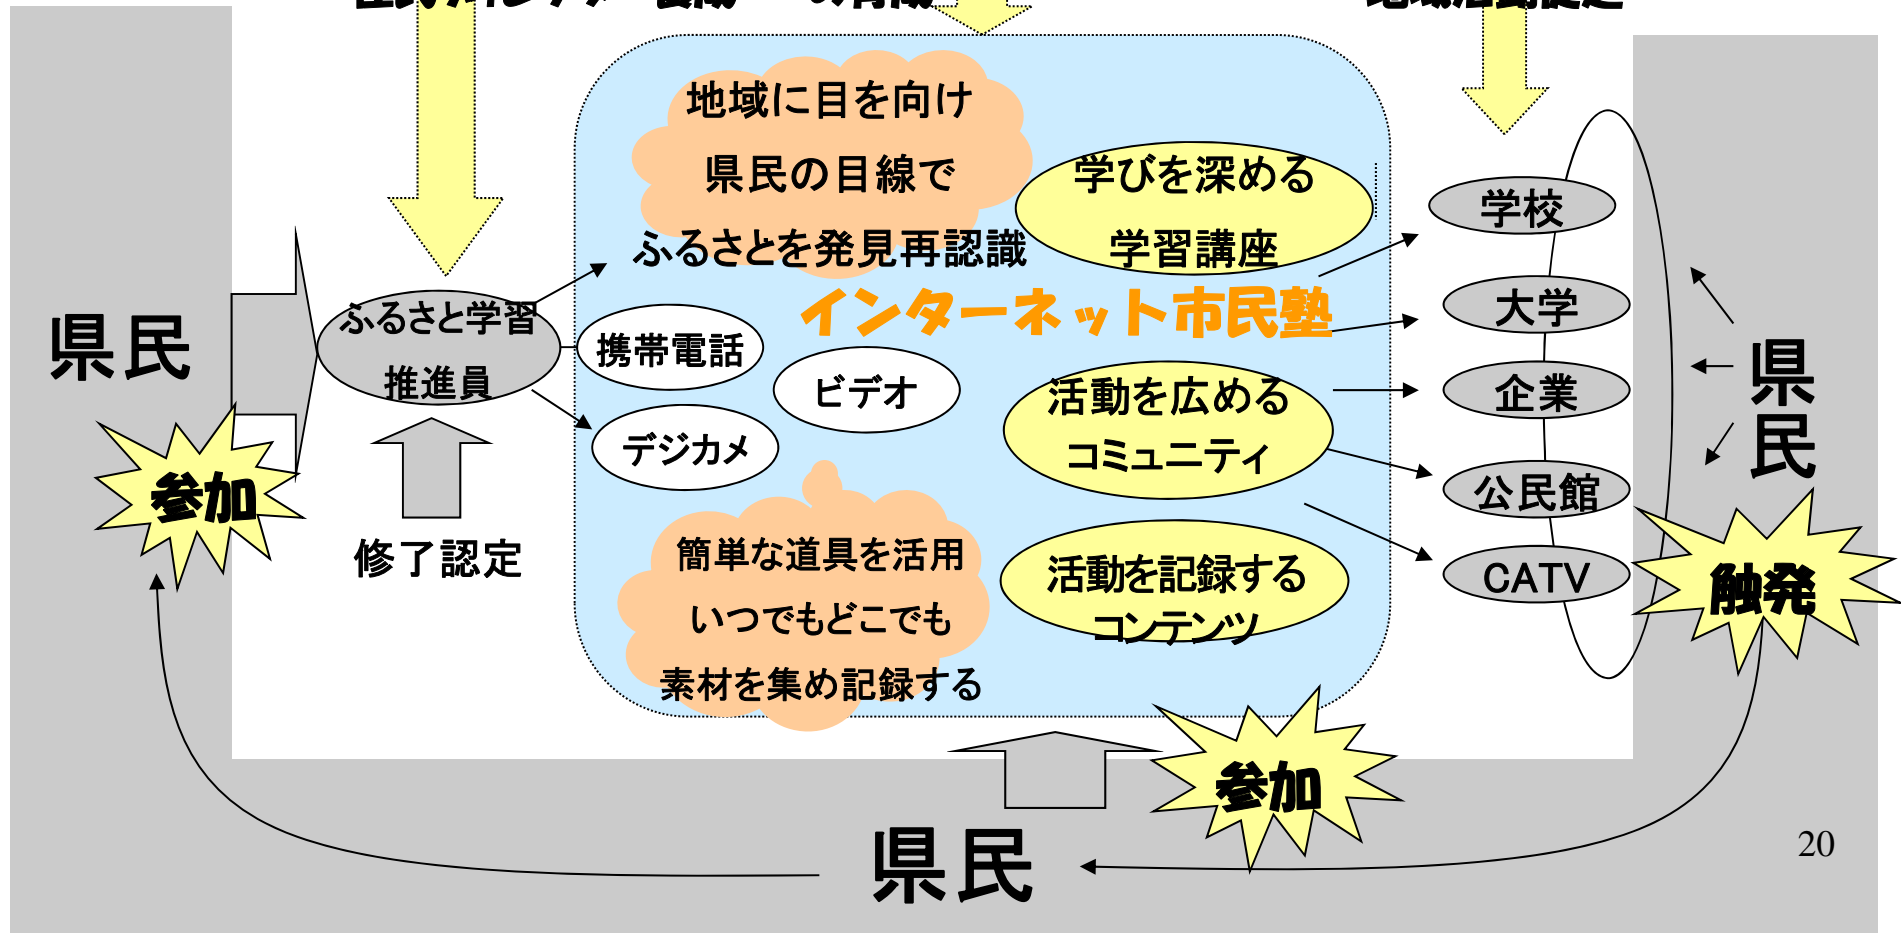 地域に目を向け
県民の目線で
ふるさとを発見再認識
学びを深める
学習講座
インターネット市民塾
県民
ふるさと学習
推進員
携帯電話
ビデオ
デジカメ
活動を広める
コミュニティ
学校
大学
企業
公民館
CATV
県民
参加
修了認定
簡単な道具を活用
いつでもどこでも
素材を集め記録する
活動を記録する
コンテンツ
触発
参加
県民
20